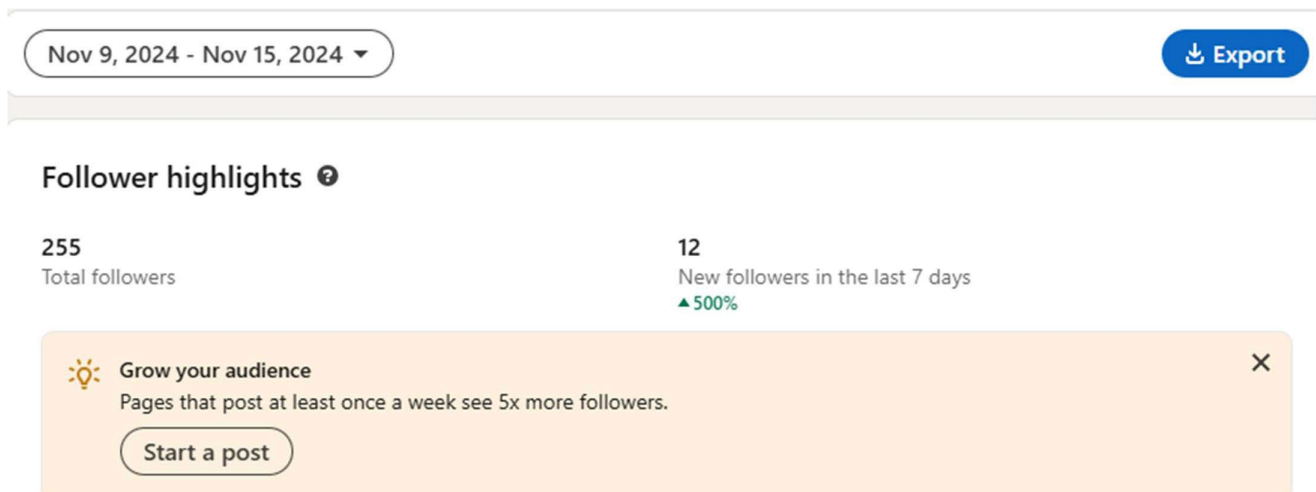 Nov 9, 2024 - Nov 15, 2024
Export
Follower highlights
255
Total followers
12
New followers in the last 7 days
500%
Grow your audience
Pages that post at least once a week see 5x more followers.
Start a post